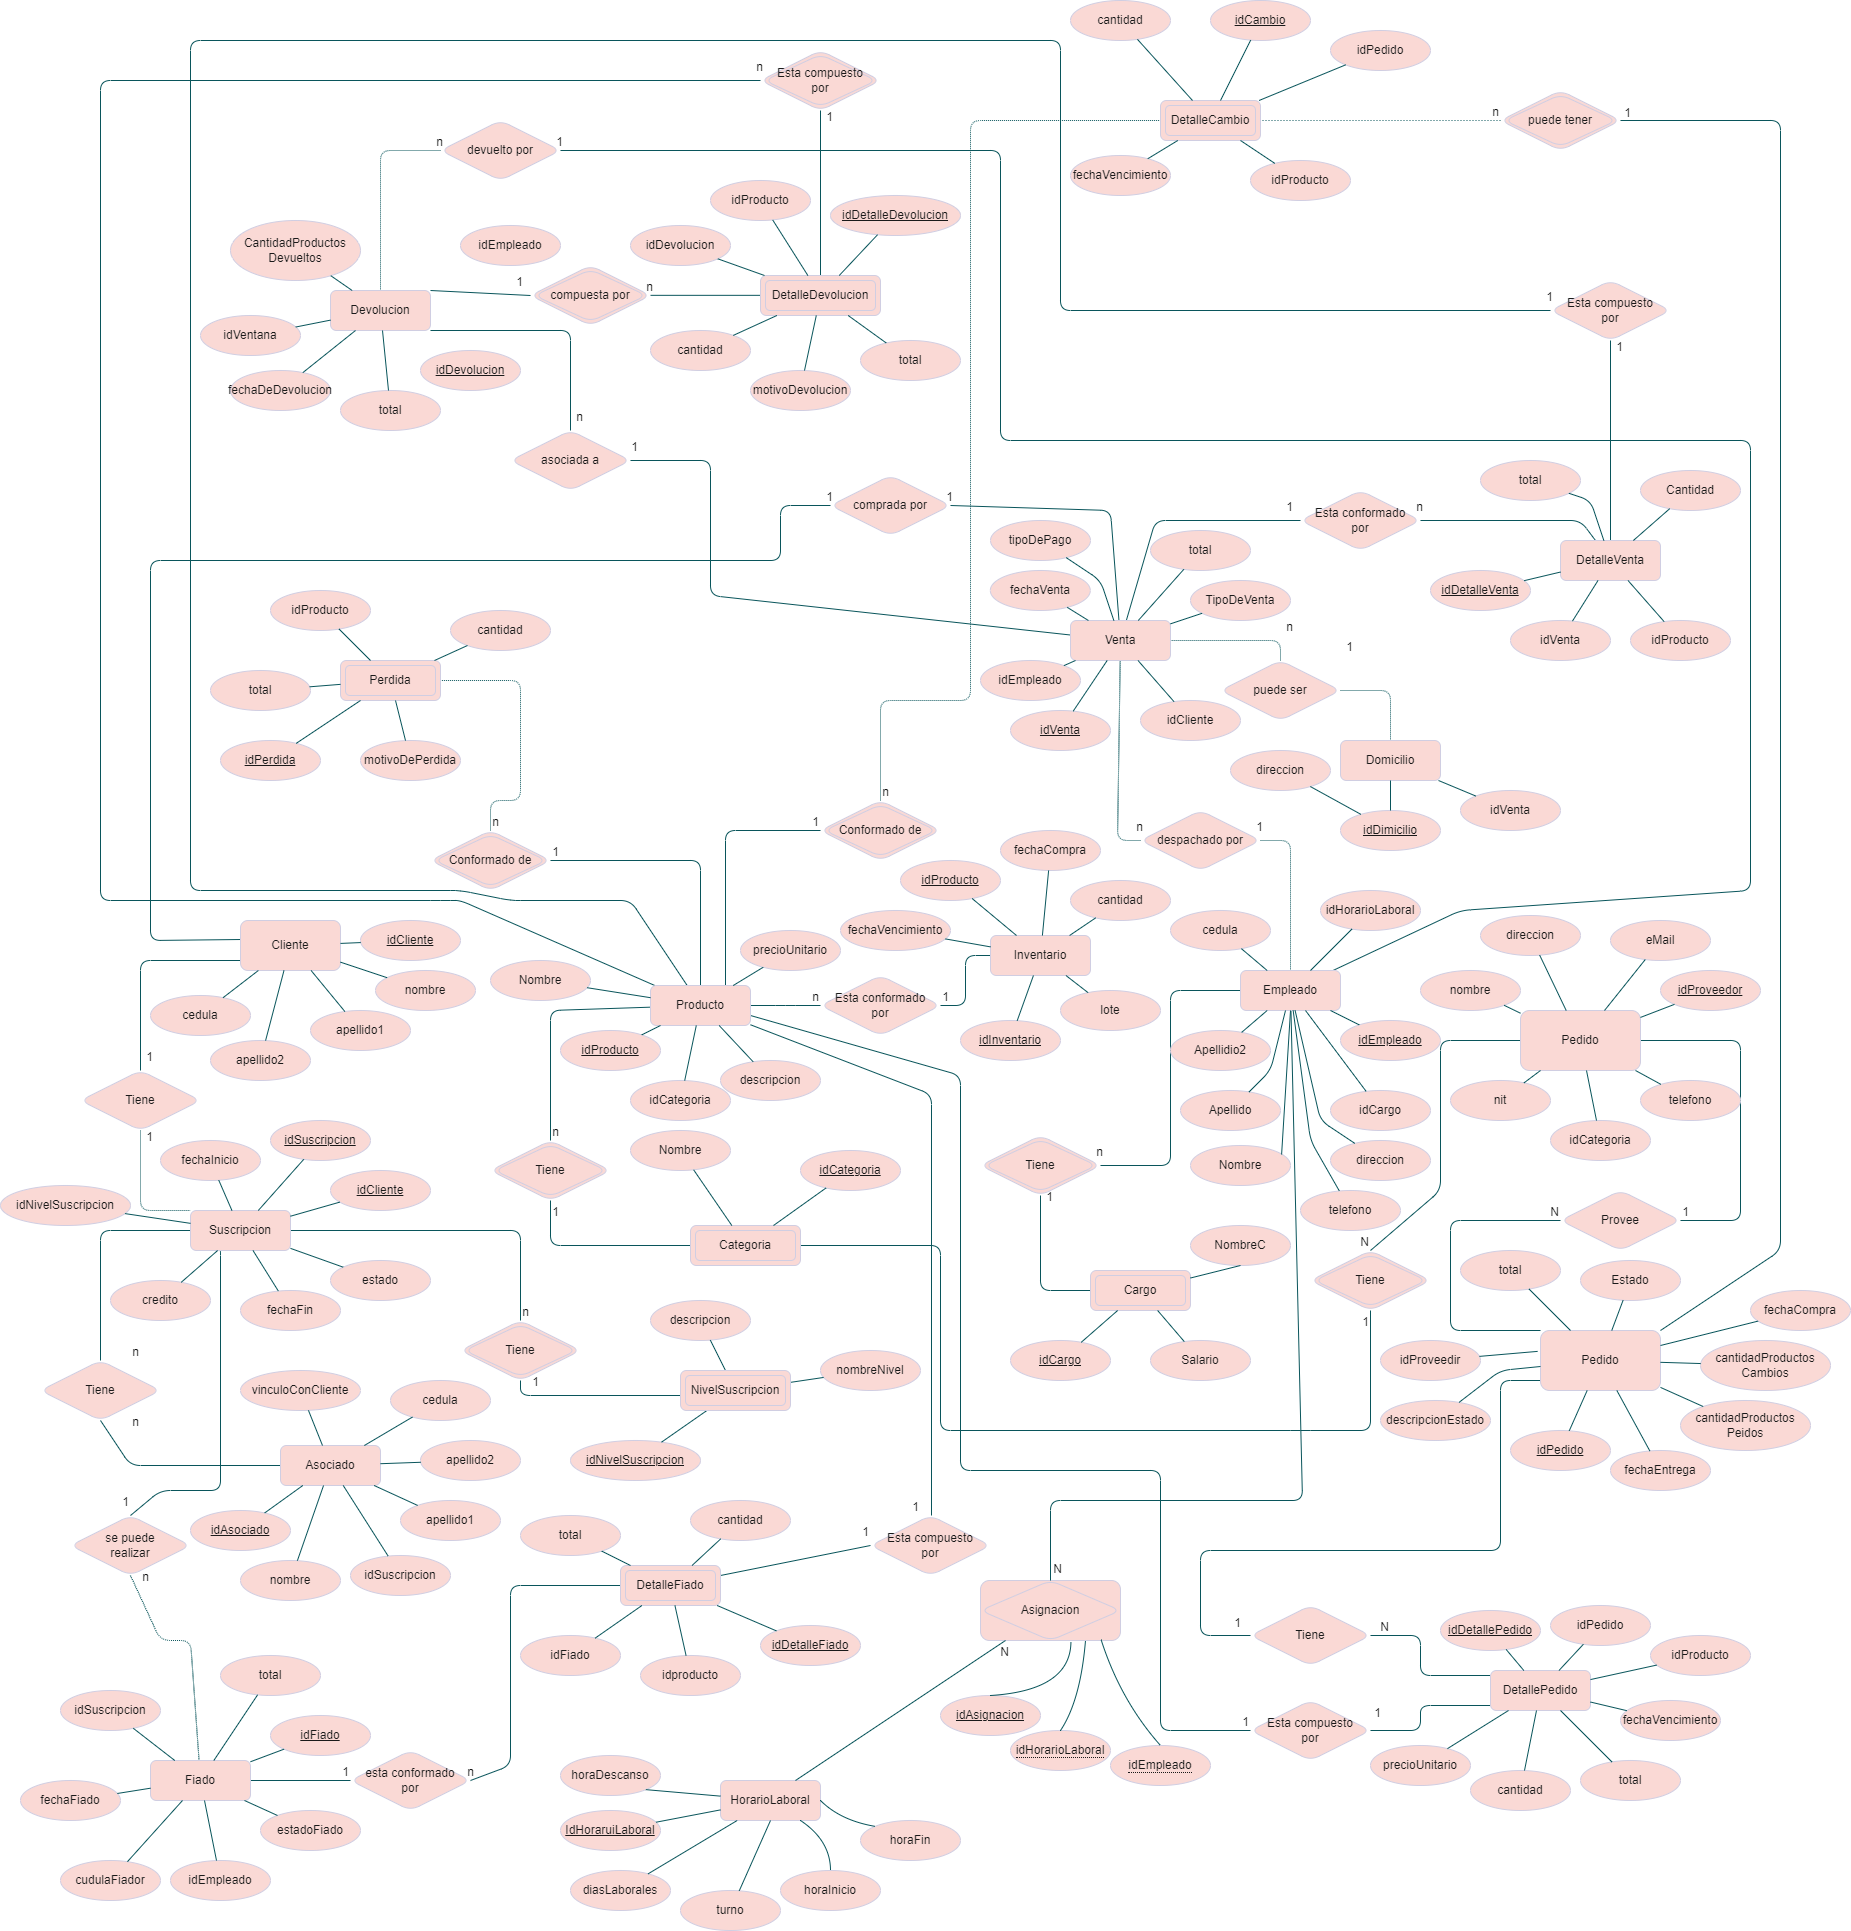 cantidad
idCambio
idPedido
n
Esta compuesto
por
1
DetalleCambio
n
puede tener
1
fechaVencimiento
idProducto
n
devuelto por
1
idProducto
idDetalleDevolucion
CantidadProductos
Devueltos
idEmpleado
idDevolucion
1
compuesta por
n
DetalleDevolucion
Devolucion
idVentana
cantidad
total
fechaDeDevolucion
idDevolucion
motivoDevolucion
total
1
Esta compuesto
por
1
n
asociada a
1
1
comprada por
1
1
Esta conformado
por
n
total
Cantidad
tipoDePago
total
DetalleVenta
fechaVenta
TipoDeVenta
idDetalleVenta
idVenta
idProducto
idProducto
cantidad
Venta
n
1
Perdida
total
idEmpleado
puede ser
idVenta
idCliente
idPerdida
motivoDePerdida
Domicilio
direccion
idVenta
idDimicilio
n
Conformado de
1
n
1
Conformado de
n
despachado por
1
fechaCompra
idProducto
cantidad
fechaVencimiento
Inventario
lote
idInventario
cedula
idHorarioLaboral
direccion
eMail
Cliente
idCliente
nombre
cedula
apellido1
apellido2
precioUnitario
Nombre
Producto
n
Esta conformado
por
1
idProducto
descripcion
idCategoria
Empleado
Apellidio2
idEmpleado
Apellido
idCargo
Nombre
direccion
telefono
nombre
idProveedor
Pedido
nit
telefono
idCategoria
1
Tiene
1
n
Tiene
1
Nombre
idCategoria
Categoria
Tiene
n
1
N
Provee
1
idSuscripcion
fechaInicio
idCliente
idNivelSuscripcion
Suscripcion
estado
credito
fechaFin
n
Tiene
1
NombreC
Cargo
idCargo
Salario
N
Tiene
1
total
Estado
fechaCompra
idProveedir
Pedido
cantidadProductos
Cambios
descripcionEstado
cantidadProductos
Peidos
idPedido
fechaEntrega
descripcion
nombreNivel
NivelSuscripcion
idNivelSuscripcion
n
Tiene
n
vinculoConCliente
cedula
Asociado
apellido2
idAsociado
apellido1
nombre
idSuscripcion
1
se puede
realizar
n
total
cantidad
1
1
Esta compuesto
por
DetalleFiado
idFiado
idDetalleFiado
idproducto
N
Asignacion
N
idAsignacion
idHorarioLaboral
idEmpleado
1
Tiene
N
idDetallePedido
idPedido
idProducto
DetallePedido
1
Esta compuesto
por
1
fechaVencimiento
precioUnitario
cantidad
total
total
idSuscripcion
idFiado
Fiado
1
esta conformado
por
n
fechaFiado
estadoFiado
cudulaFiador
idEmpleado
horaDescanso
HorarioLaboral
IdHoraruiLaboral
horaFin
diasLaborales
horaInicio
turno